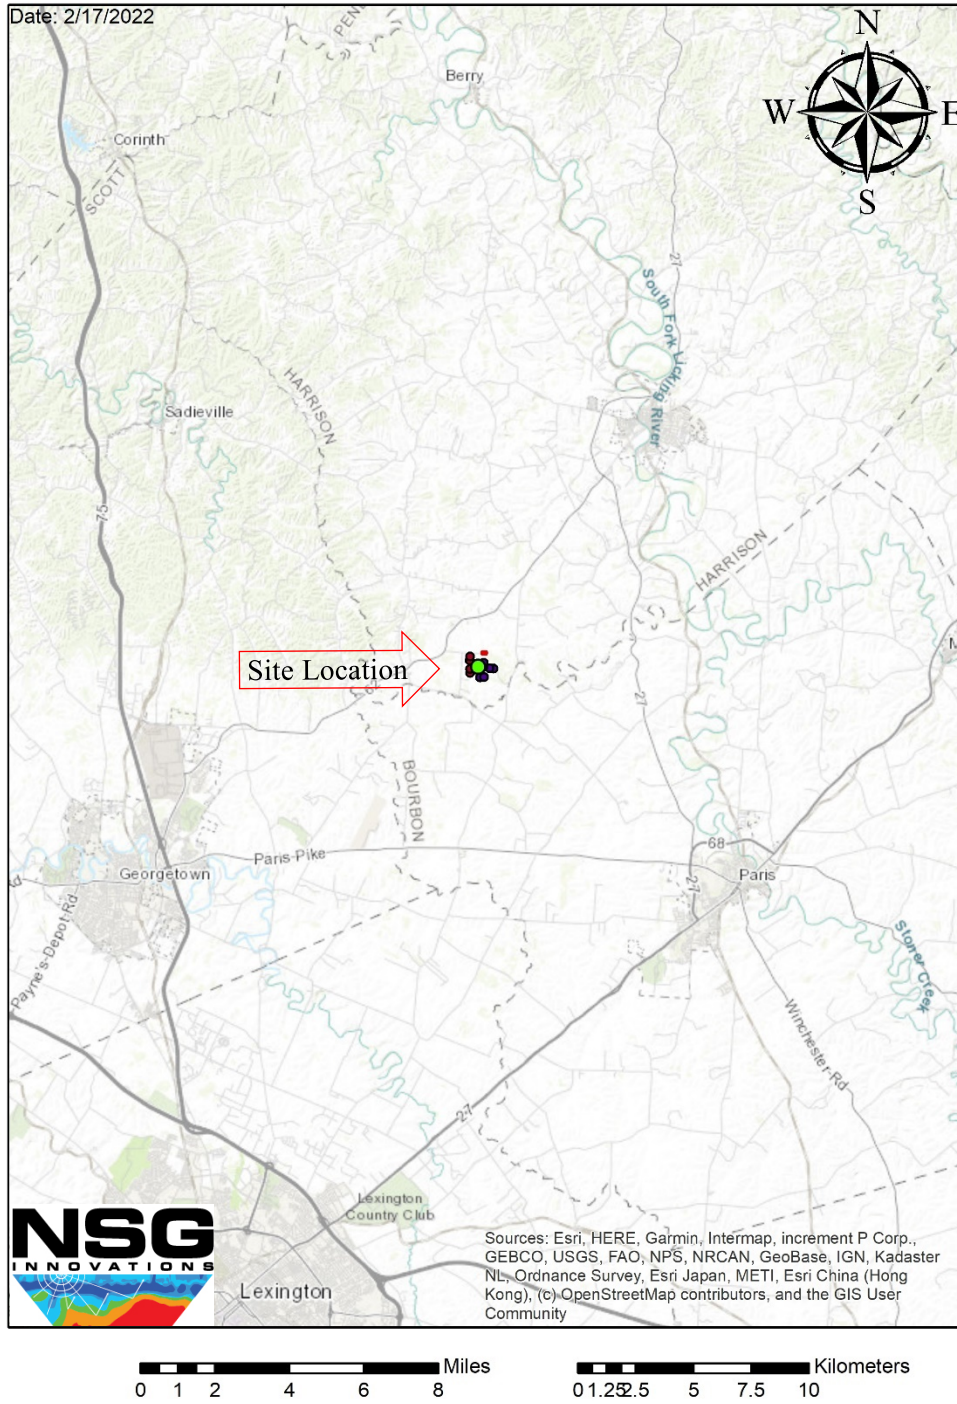 Date: 2/17/2022
PEN
N
W
E
S
Berry
Corinth
SCOTT
27
South Fork Licking River
HARRISON
Sadieville
75
HARRISON
M
Site Location
62
27
BOURBON
68
Paris Pike
Georgetown
Paris
27
Rd
Payne's-Depot Rd
Stoner Creek
Winchester-Rd
27
Lexington
Country Club
NSG
INNOVATIONS
Lexington
Sources: Esri, HERE, Garmin, Intermap, increment P Corp.,
GEBCO, USGS, FAO, NPS, NRCAN, GeoBase, IGN, Kadaster
NL, Ordnance Survey, Esri Japan, METI, Esri China (Hong
Kong), (c) OpenStreetMap contributors, and the GIS User
Community
Miles
0 1 2 4 6 8
Kilometers
0 1.25 2.5 5 7.5 10